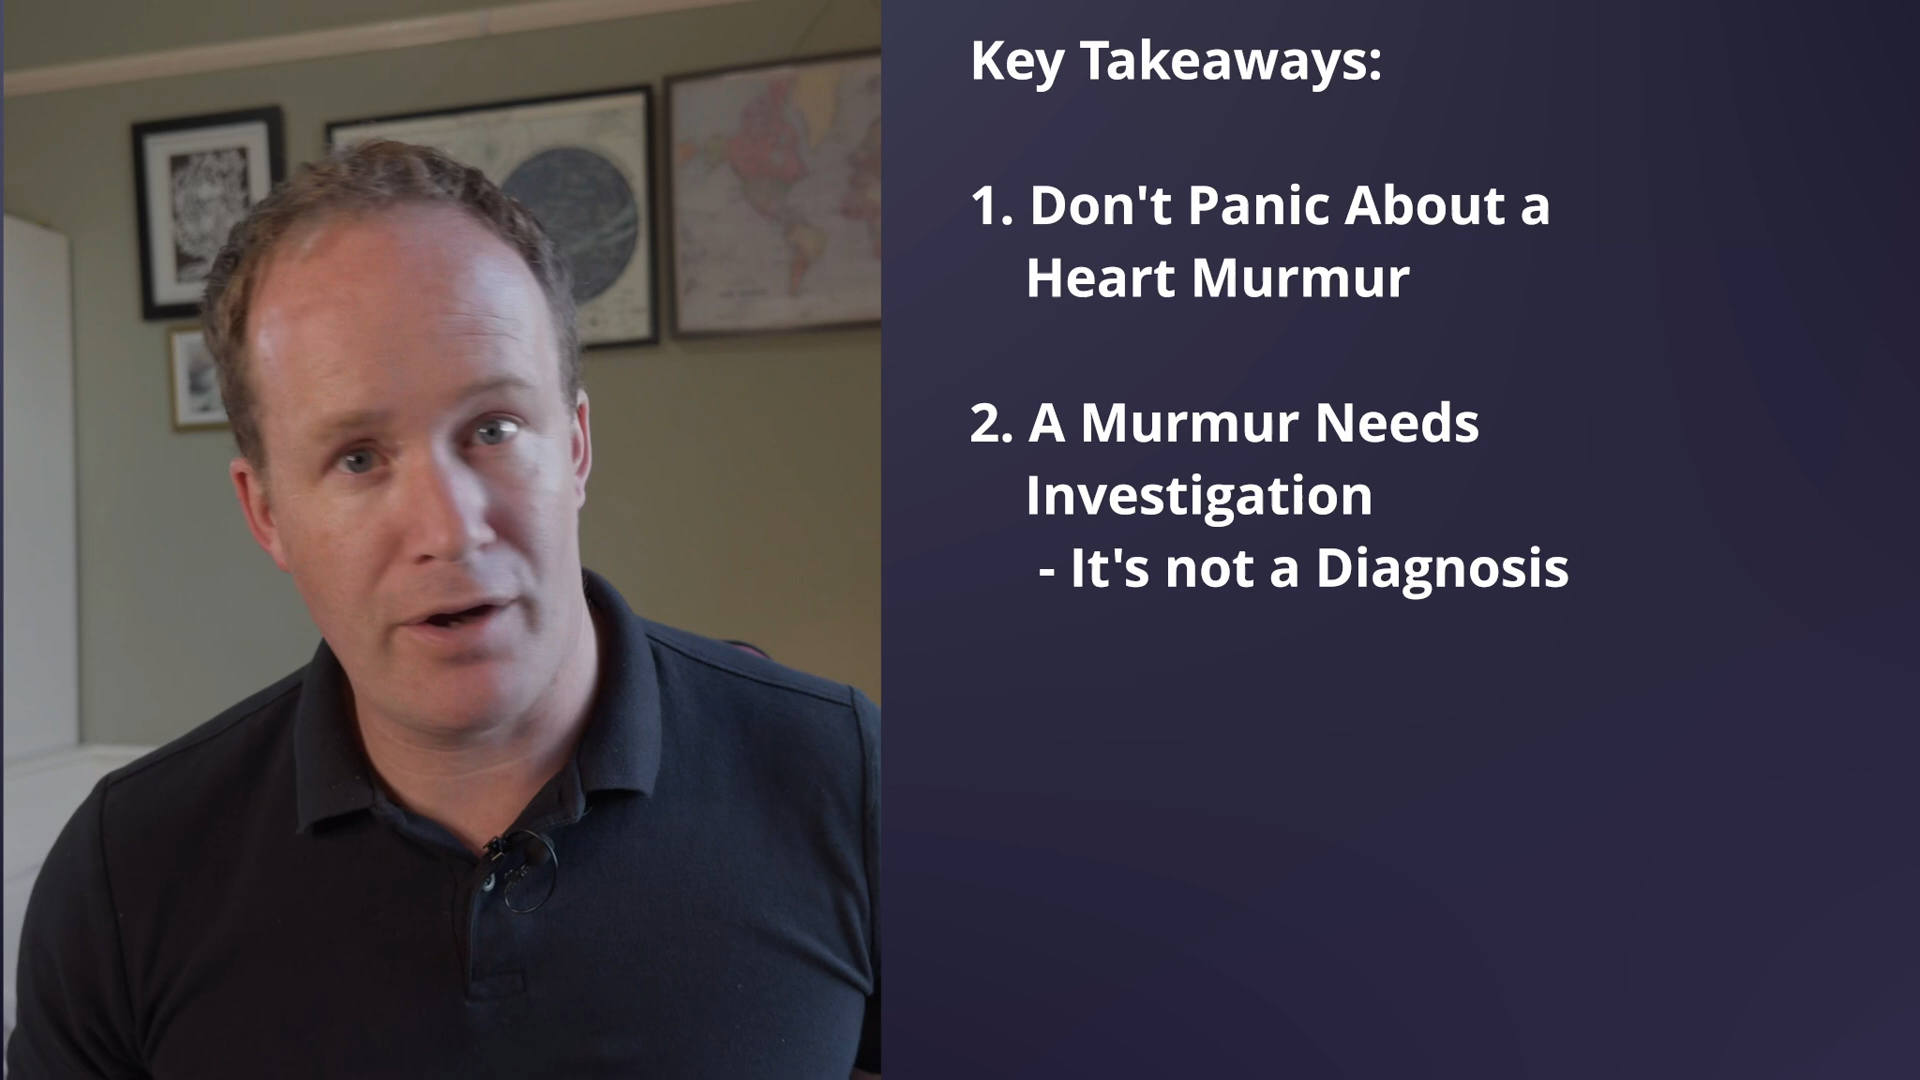 Key Takeaways:
1. Don't Panic About a
Heart Murmur
2. A Murmur Needs
Investigation
- It's not a Diagnosis